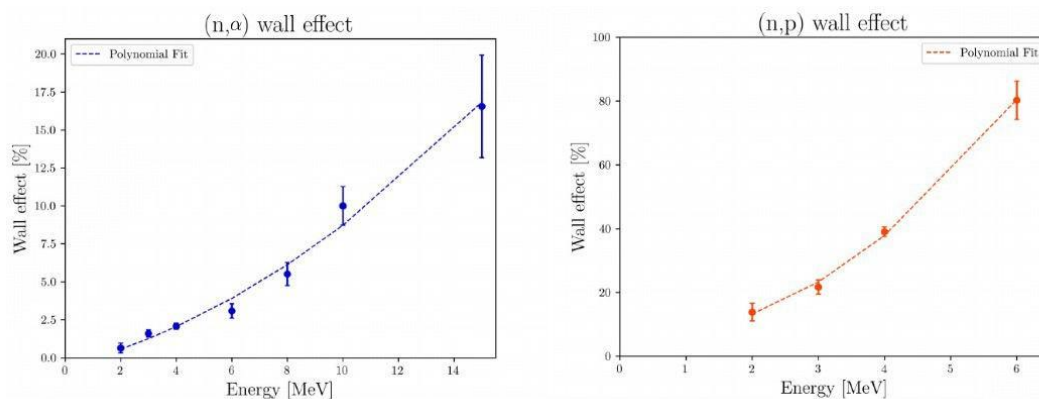 (n,α) wall effect
Polynomial Fit
Wall effect [%]
20.0
17.5
15.0
12.5
10.0
7.5
5.0
2.5
0.0
0 2 4 6 8 10 12 14
Energy [MeV]
(n,p) wall effect
Polynomial Fit
Wall effect [%]
100
80
60
40
20
0
0 1 2 3 4 5 6
Energy [MeV]